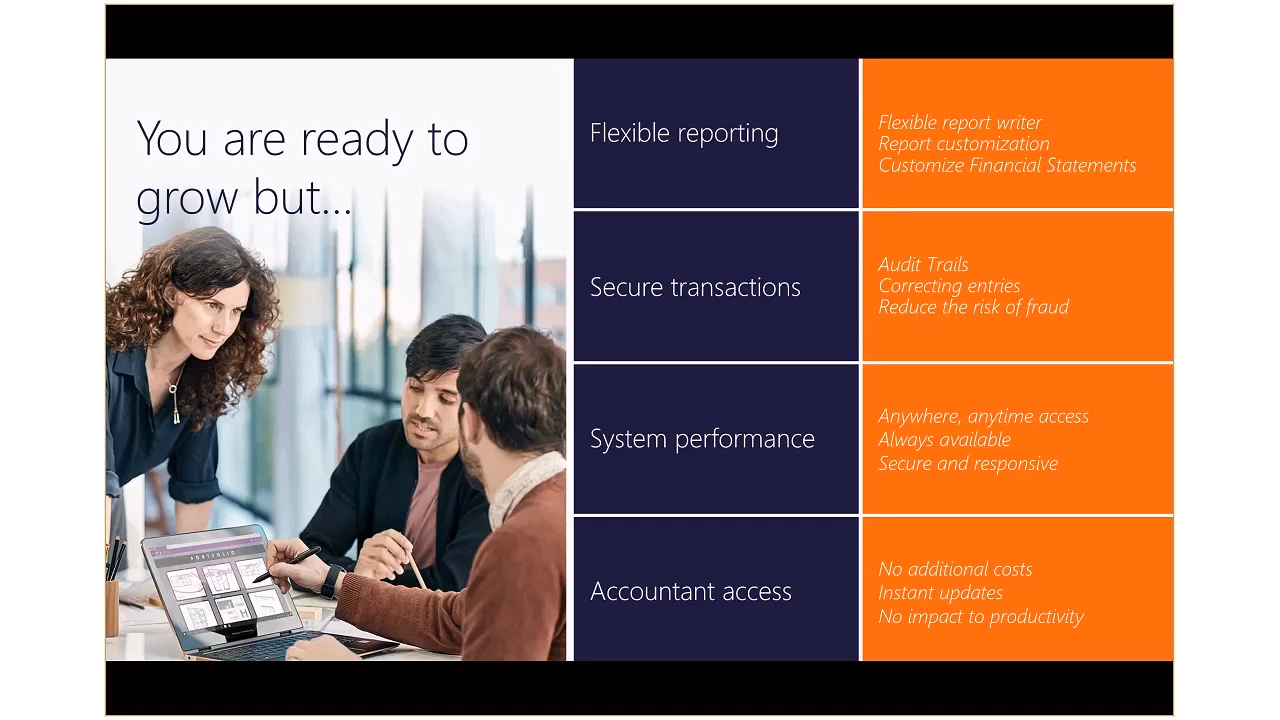 You are ready to
grow but...
Flexible reporting
Flexible report writer
Report customization
Customize Financial Statements
Secure transactions
Audit Trails
Correcting entries
Reduce the risk of fraud
System performance
Anywhere, anytime access
Always available
Secure and responsive
Accountant access
No additional costs
Instant updates
No impact to productivity
PORTFOLIO